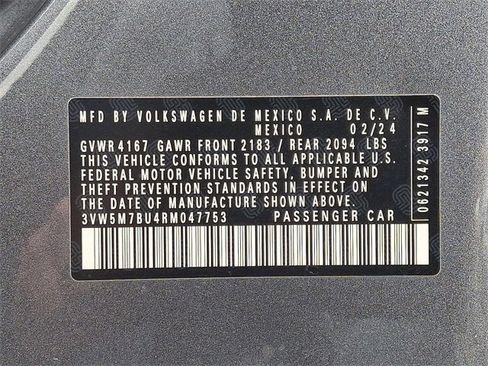 MFD BY VOLKSWAGEN DE MEXICO S.A. DE C.V.
MEXICO 02/24
GVWR 4167 GAWR FRONT 2183 / REAR 2094 LBS
THIS VEHICLE CONFORMS TO ALL APPLICABLE U.S.
FEDERAL MOTOR VEHICLE SAFETY, BUMPER AND
THEFT PREVENTION STANDARDS IN EFFECT ON
THE DATE OF MANUFACTURE SHOWN ABOVE.
3VW5M7BU4RM047753 PASSENGER CAR
0621342 3917 M